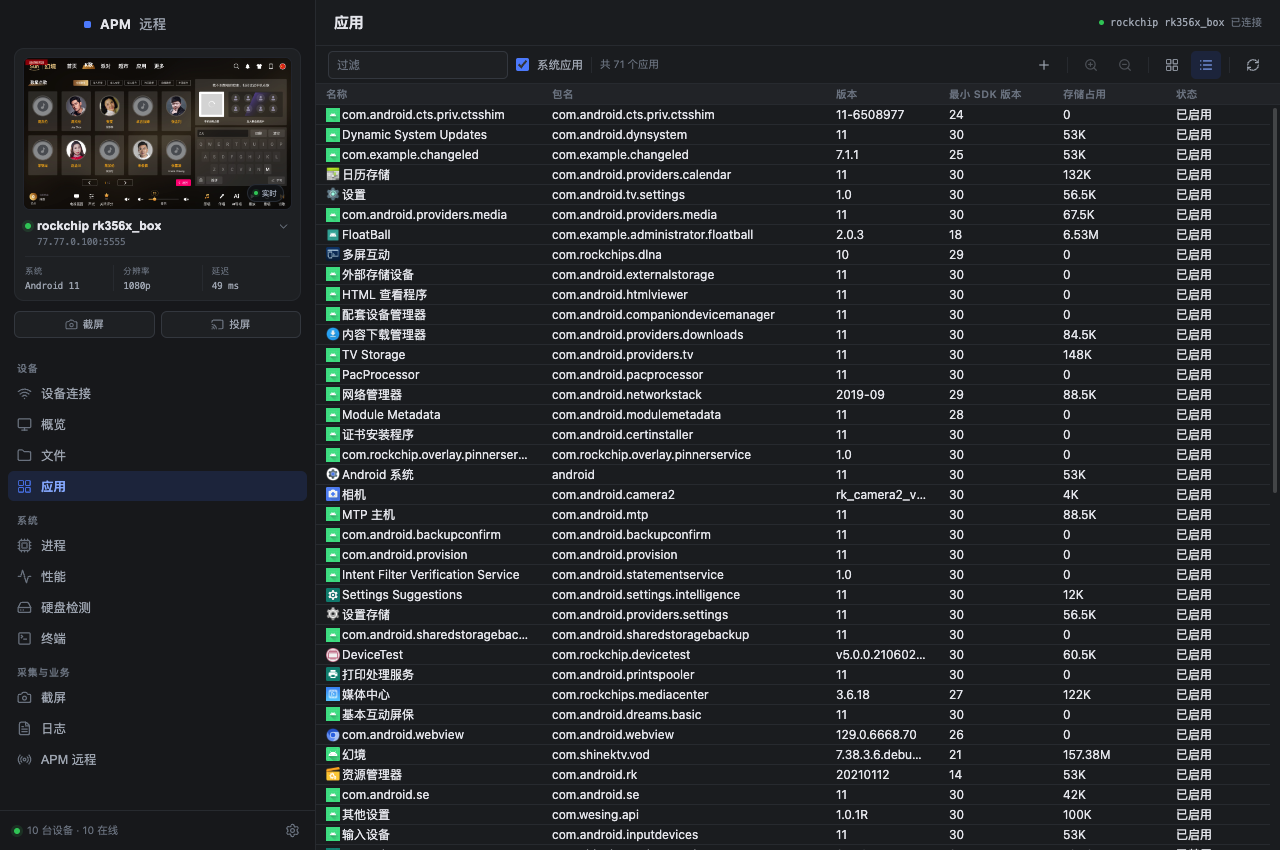 APM 远程
实时
rockchip rk356x_box
77.77.0.100:5555
系统 分辨率 延迟
Android 11 1080p 49 ms
截屏 投屏
设备
设备连接
概览
文件
应用
系统
进程
性能
硬盘检测
终端
采集与业务
截屏
日志
APM 远程
10 台设备 · 10 在线
应用
rockchip rk356x_box 已连接
过滤 系统应用 共 71 个应用
名称 包名 版本 最小 SDK 版本 存储占用 状态
com.android.cts.priv.ctsshim com.android.cts.priv.ctsshim 11-6508977 24 0 已启用
Dynamic System Updates com.android.dynsystem 11 30 53K 已启用
com.example.changeled com.example.changeled 7.1.1 25 53K 已启用
日历存储 com.android.providers.calendar 11 30 132K 已启用
设置 com.android.tv.settings 1.0 30 56.5K 已启用
com.android.providers.media com.android.providers.media 11 30 67.5K 已启用
FloatBall com.example.administrator.floatball 2.0.3 18 6.53M 已启用
多屏互动 com.rockchips.dlna 10 29 0 已启用
外部存储设备 com.android.externalstorage 11 30 0 已启用
HTML 查看程序 com.android.htmlviewer 11 30 0 已启用
配套设备管理器 com.android.companiondevicemanager 11 30 0 已启用
内容下载管理器 com.android.providers.downloads 11 30 84.5K 已启用
TV Storage com.android.providers.tv 11 30 148K 已启用
PacProcessor com.android.pacprocessor 11 30 0 已启用
网络管理器 com.android.networkstack 2019-09 29 88.5K 已启用
Module Metadata com.android.modulemetadata 11 28 0 已启用
证书安装程序 com.android.certinstaller 11 30 0 已启用
com.rockchip.overlay.pinnerser... com.rockchip.overlay.pinnerservice 1.0 30 0 已启用
Android 系统 android 11 30 53K 已启用
相机 com.android.camera2 rk_camera2_v... 30 4K 已启用
MTP 主机 com.android.mtp 11 30 88.5K 已启用
com.android.backupconfirm com.android.backupconfirm 11 30 0 已启用
com.android.provision com.android.provision 11 30 0 已启用
Intent Filter Verification Service com.android.statementservice 1.0 30 0 已启用
Settings Suggestions com.android.settings.intelligence 11 30 12K 已启用
设置存储 com.android.providers.settings 11 30 56.5K 已启用
com.android.sharedstoragebac... com.android.sharedstoragebackup 11 30 0 已启用
DeviceTest com.rockchip.devicetest v5.0.0.210602... 30 60.5K 已启用
打印处理服务 com.android.printspooler 11 30 0 已启用
媒体中心 com.rockchips.mediacenter 3.6.18 27 122K 已启用
基本互动屏保 com.android.dreams.basic 11 30 0 已启用
com.android.webview com.android.webview 129.0.6668.70 26 0 已启用
幻境 com.shinektv.vod 7.38.3.6.debu... 21 157.38M 已启用
资源管理器 com.android.rk 20210112 14 53K 已启用
com.android.se com.android.se 11 30 42K 已启用
其他设置 com.wesing.api 1.0.1R 30 100K 已启用
输入设备 com.android.inputdevices 11 30 53K 已启用